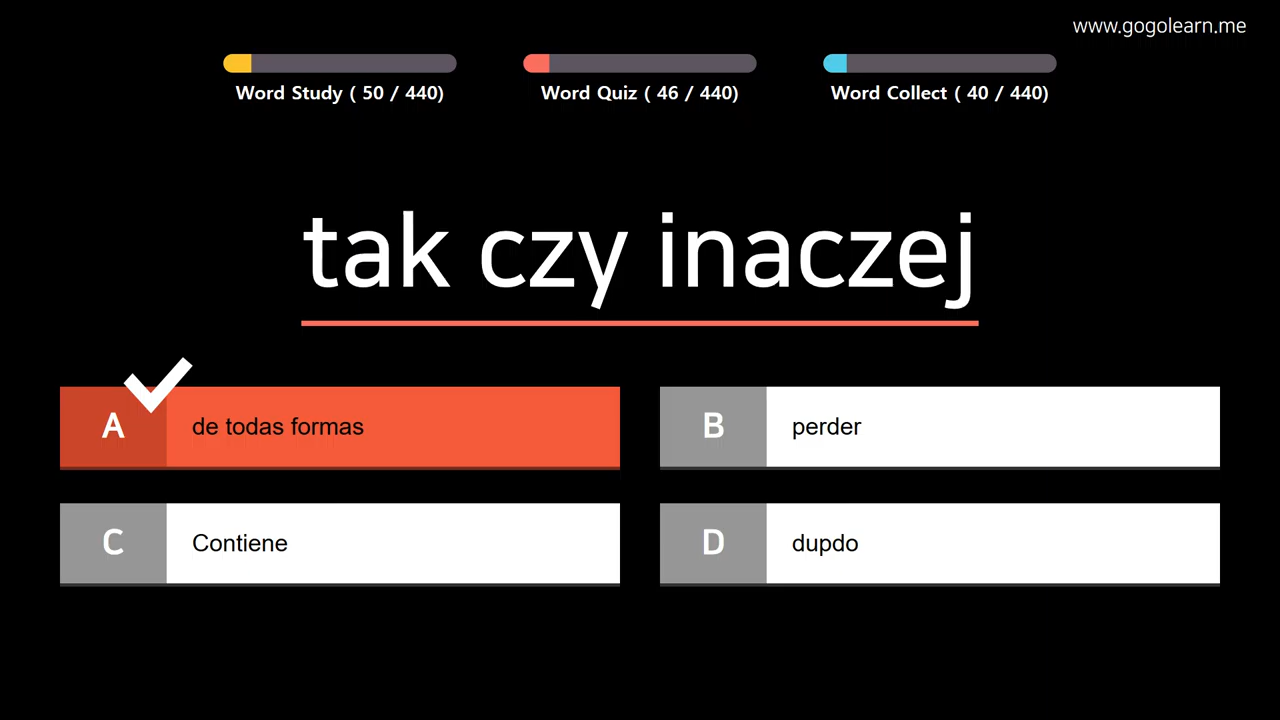 www.gogolearn.me
Word Study ( 50 / 440)
Word Quiz ( 46 / 440)
Word Collect ( 40 / 440)
tak czy inaczej
A de todas formas
B perder
C Contiene
D dupdo